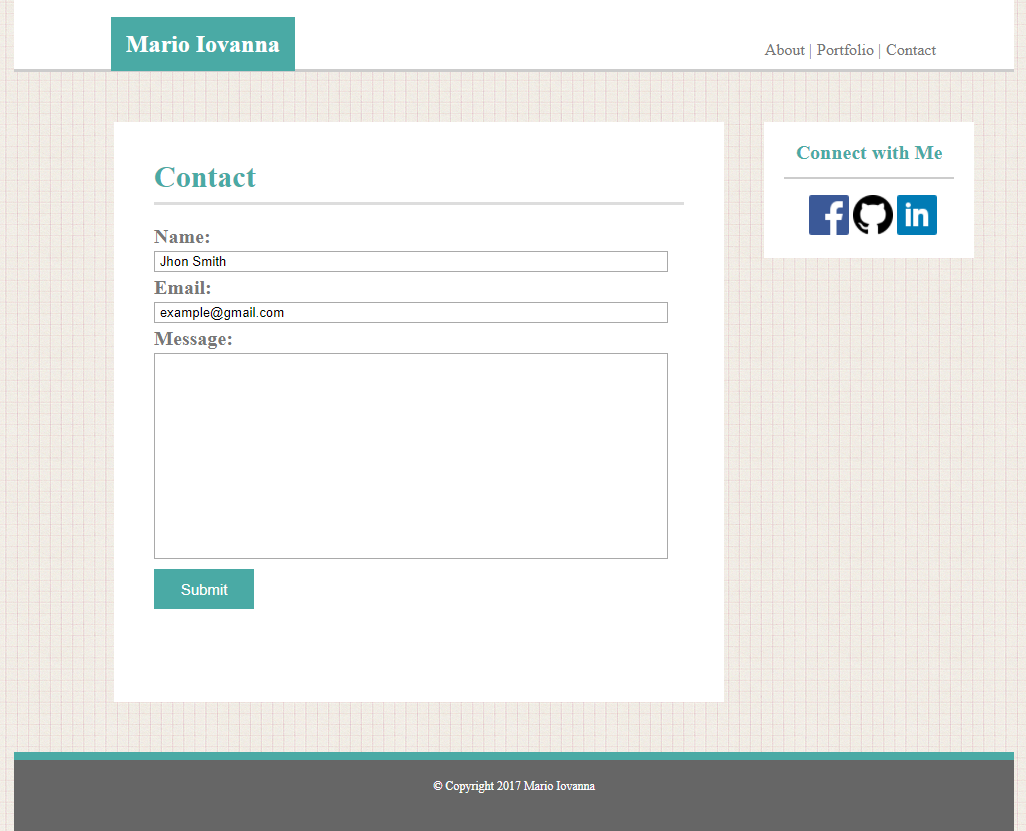 Mario Iovanna
About | Portfolio | Contact
Contact
Name:
Jhon Smith
Email:
example@gmail.com
Message:
Submit
Connect with Me
f
in
© Copyright 2017 Mario Iovanna